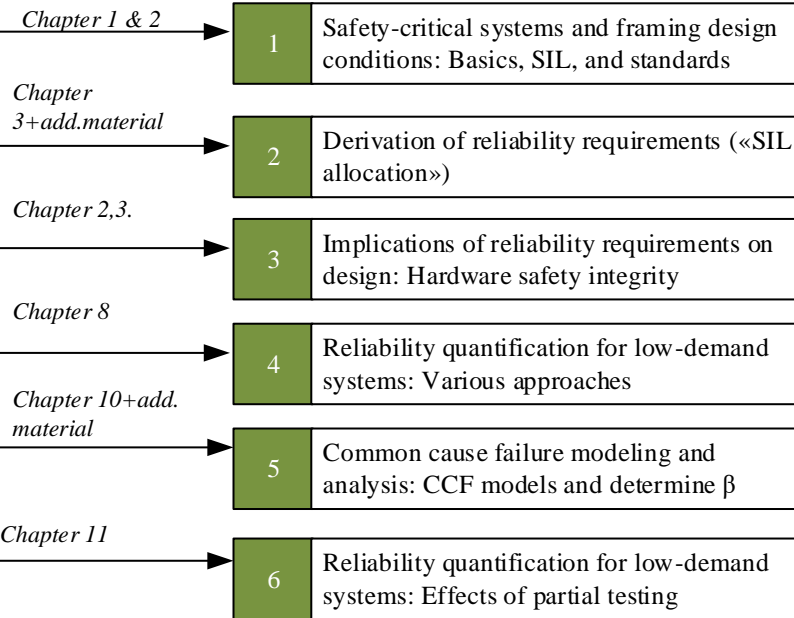 Chapter 1 & 2
1
Safety-critical systems and framing design
conditions: Basics, SIL, and standards
Chapter
3+add.material
2
Derivation of reliability requirements («SIL
allocation»)
Chapter 2,3.
3
Implications of reliability requirements on
design: Hardware safety integrity
Chapter 8
4
Reliability quantification for low-demand
systems: Various approaches
Chapter 10+add.
material
5
Common cause failure modeling and
analysis: CCF models and determine β
Chapter 11
6
Reliability quantification for low-demand
systems: Effects of partial testing